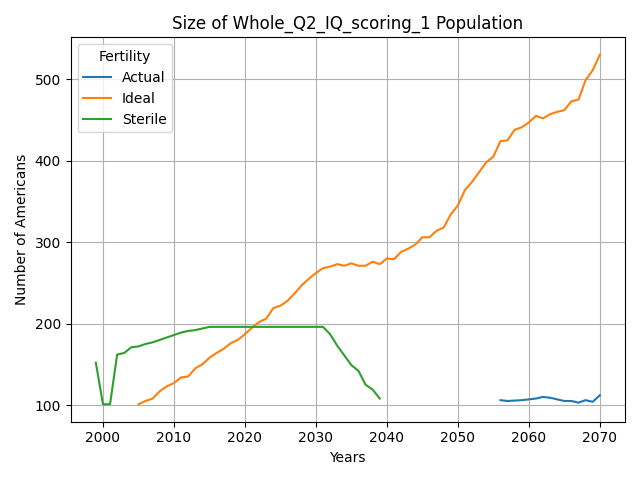 Size of Whole_Q2_IQ_scoring_1 Population
Fertility
Actual
Ideal
Sterile
Number of Americans
500
400
300
200
100
2000 2010 2020 2030 2040 2050 2060 2070
Years